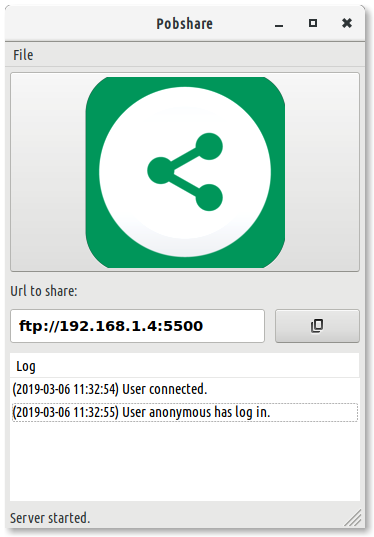 Pobshare
File
Url to share:
ftp://192.168.1.4:5500
Log
(2019-03-06 11:32:54) User connected.
(2019-03-06 11:32:55) User anonymous has log in.
Server started.